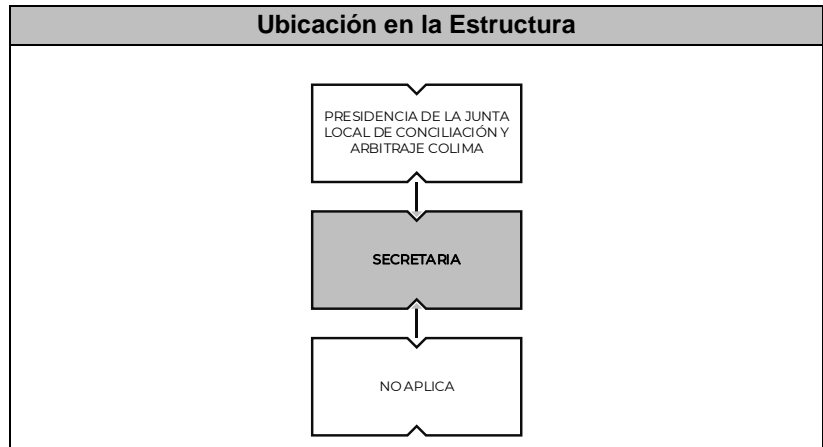 Ubicación en la Estructura
PRESIDENCIA DE LA JUNTA
LOCAL DE CONCILIACIÓN Y
ARBITRAJE COLIMA
SECRETARIA
NO APLICA